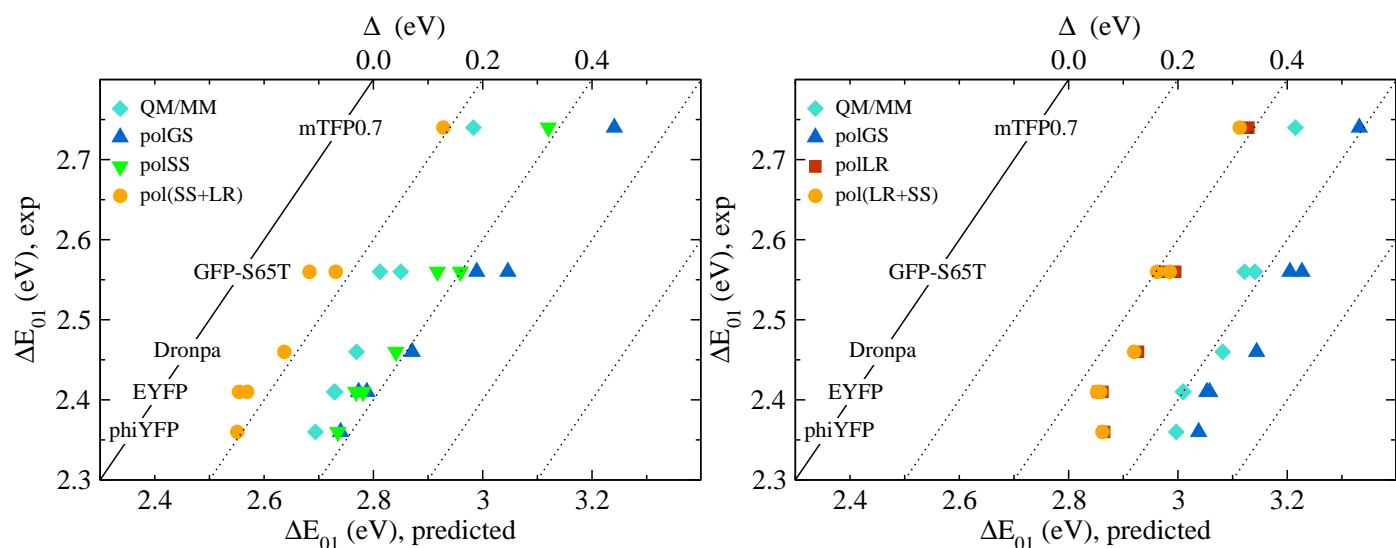 Δ (eV)
0.0 0.2 0.4
QM/MM
polGS
polSS
pol(SS+LR)
mTFP0.7
GFP-S65T
Dronpa
EYFP
phiYFP
2.7
2.6
2.5
2.4
2.3
ΔE01 (eV), exp
2.4 2.6 2.8 3 3.2
ΔE01 (eV), predicted
Δ (eV)
0.0 0.2 0.4
QM/MM
polGS
polLR
pol(LR+SS)
mTFP0.7
GFP-S65T
Dronpa
EYFP
phiYFP
2.7
2.6
2.5
2.4
2.3
ΔE01 (eV), exp
2.4 2.6 2.8 3 3.2
ΔE01 (eV), predicted